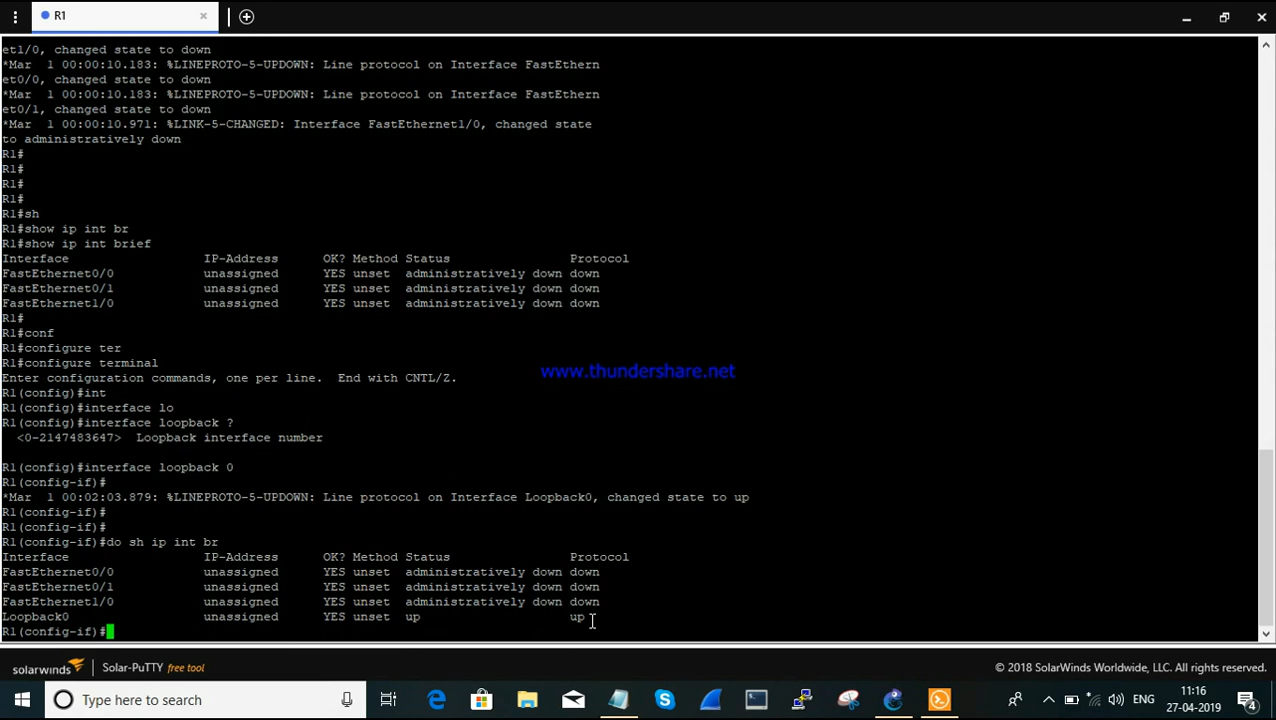 R1
et1/0, changed state to down
*Mar  1 00:00:10.183: %LINEPROTO-5-UPDOWN: Line protocol on Interface FastEthern
et0/0, changed state to down
*Mar  1 00:00:10.183: %LINEPROTO-5-UPDOWN: Line protocol on Interface FastEthern
et0/1, changed state to down
*Mar  1 00:00:10.971: %LINK-5-CHANGED: Interface FastEthernet1/0, changed state
to administratively down
R1#
R1#
R1#
R1#
R1#sh
R1#show ip int br
R1#show ip int brief
Interface                  IP-Address      OK? Method Status                Protocol
FastEthernet0/0            unassigned      YES unset  administratively down down
FastEthernet0/1            unassigned      YES unset  administratively down down
FastEthernet1/0            unassigned      YES unset  administratively down down
R1#
R1#conf
R1#configure ter
R1#configure terminal
Enter configuration commands, one per line.  End with CNTL/Z.
www.thundershare.net
R1(config)#int
R1(config)#interface lo
R1(config)#interface loopback ?
  <0-2147483647>  Loopback interface number
R1(config)#interface loopback 0
R1(config-if)#
*Mar  1 00:02:03.879: %LINEPROTO-5-UPDOWN: Line protocol on Interface Loopback0, changed state to up
R1(config-if)#
R1(config-if)#
R1(config-if)#do sh ip int br
Interface                  IP-Address      OK? Method Status                Protocol
FastEthernet0/0            unassigned      YES unset  administratively down down
FastEthernet0/1            unassigned      YES unset  administratively down down
FastEthernet1/0            unassigned      YES unset  administratively down down
Loopback0                  unassigned      YES unset  up                    up
R1(config-if)#
solarwinds Solar-PuTTY free tool © 2018 SolarWinds Worldwide, LLC. All rights reserved.
Type here to search ENG 11:16
27-04-2019 4